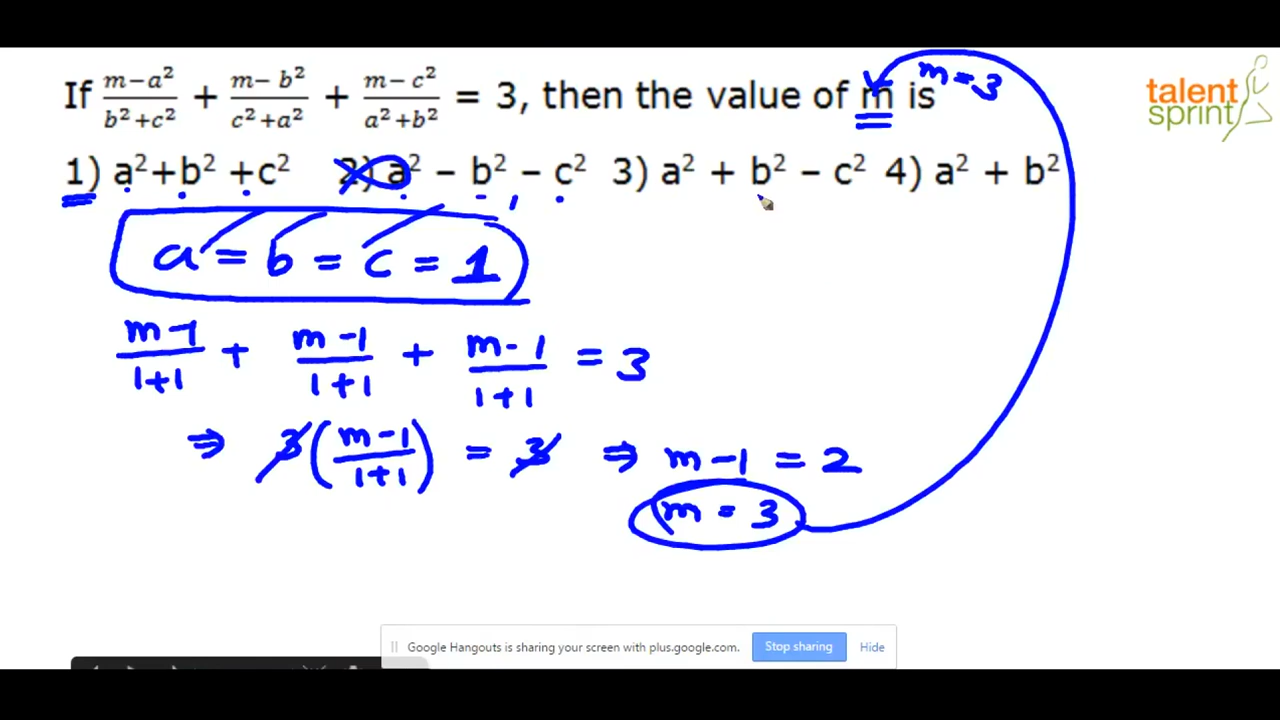 If (m−a²)/(b²+c²) + (m− b²)/(c²+a²) + (m− c²)/(a²+b²) = 3, then the value of m is
m = 3
talent
sprint
1) a²+b² +c² 2) a² − b² − c² 3) a² + b² − c² 4) a² + b²
a = b = c = 1
(m-1)/(1+1) + (m-1)/(1+1) + (m-1)/(1+1) = 3
⇒ 3((m-1)/(1+1)) = 3 ⇒ m-1 = 2
m = 3
Google Hangouts is sharing your screen with plus.google.com. Stop sharing Hide